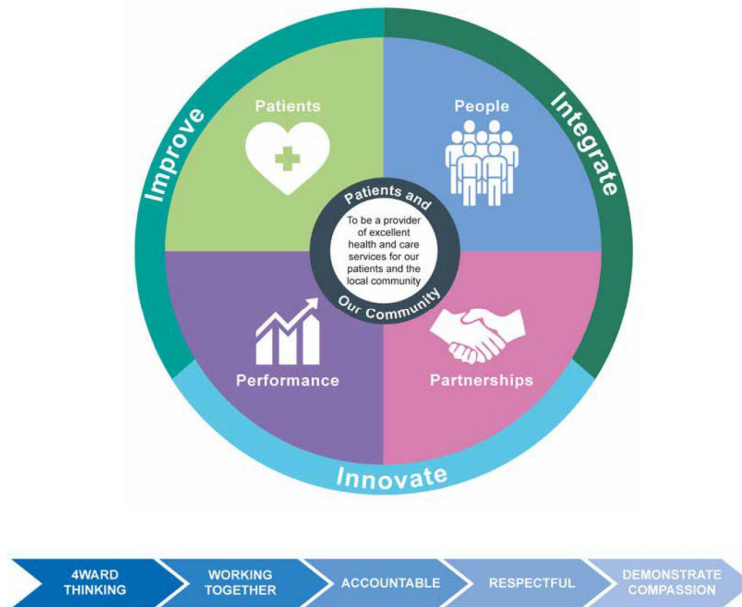 Improve
Integrate
Innovate
Patients
People
Patients and
To be a provider
of excellent
health and care
services for our
patients and the
local community
Our Community
Performance
Partnerships
4WARD
THINKING
WORKING
TOGETHER
ACCOUNTABLE
RESPECTFUL
DEMONSTRATE
COMPASSION